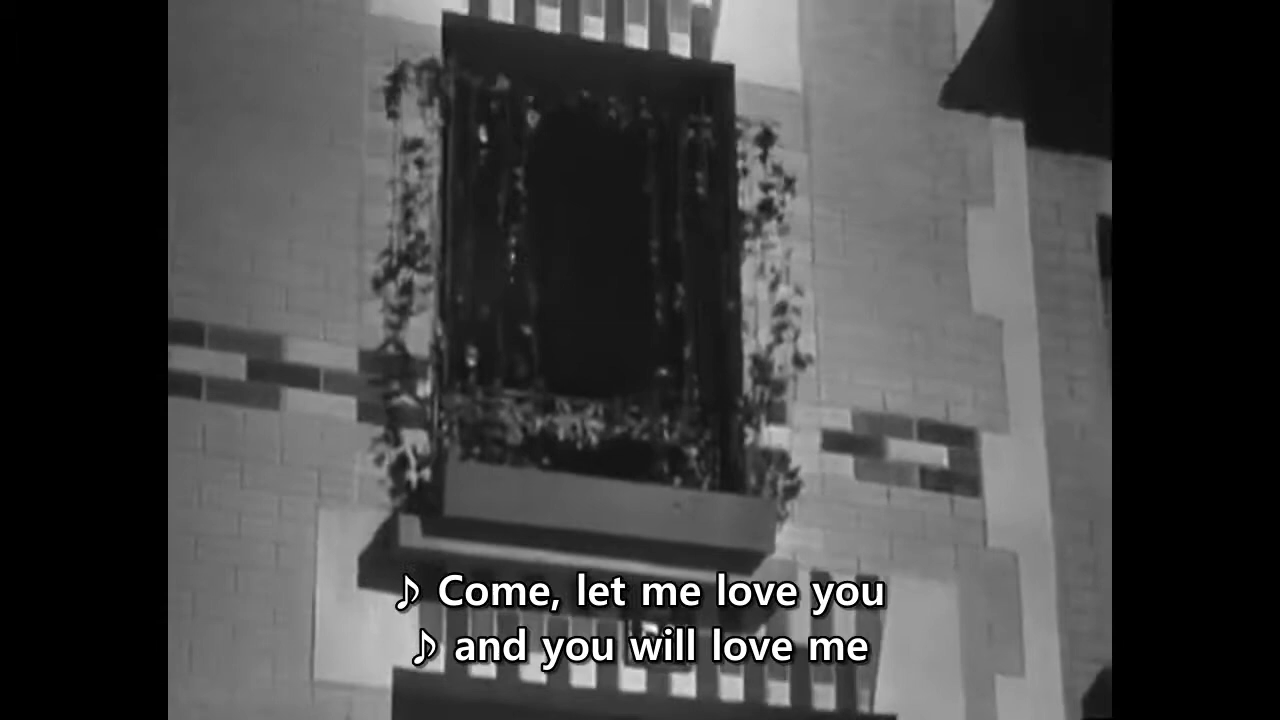 ♪ Come, let me love you
♪ and you will love me